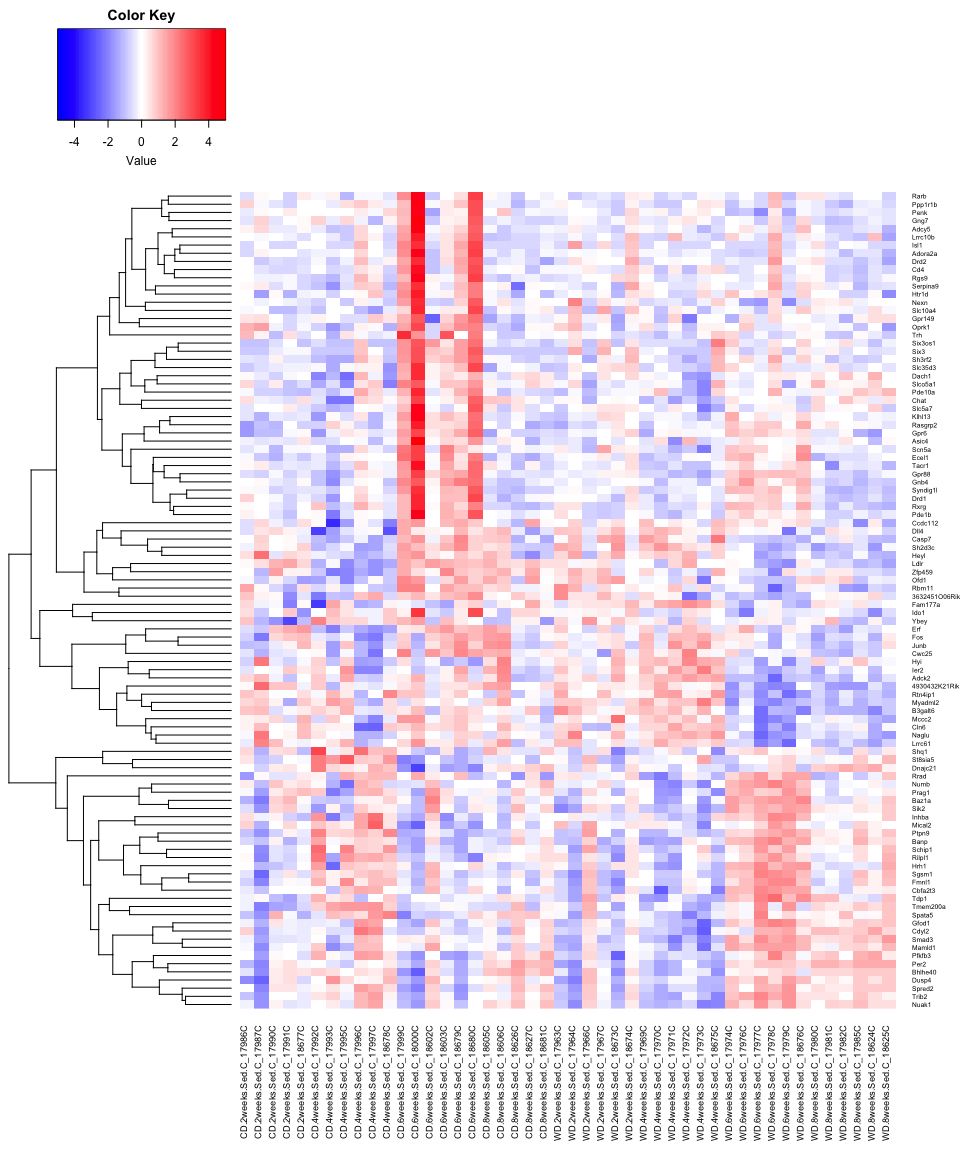 Color Key
-4 -2 0 2 4
Value
Rarb
Ppp1r1b
Penk
Gng7
Adcy5
Lrrc10b
Isl1
Adora2a
Drd2
Cd4
Rgs9
Serpina9
Htr1d
Nexn
Slc10a4
Gpr149
Oprk1
Trh
Six3os1
Six3
Sh3rf2
Slc35d3
Dach1
Slco5a1
Pde10a
Chat
Slc5a7
Klhl13
Rasgrp2
Gpr6
Asic4
Scn5a
Ecel1
Tacr1
Gpr88
Gnb4
Syndig1l
Drd1
Rxrg
Pde1b
Ccdc112
Dll4
Casp7
Sh2d3c
Heyl
Ldlr
Zfp459
Ofd1
Rbm11
3632451O06Rik
Fam177a
Ido1
Ybey
Erf
Fos
Junb
Cwc25
Hyi
Ier2
Adck2
4930432K21Rik
Rtn4ip1
Myadml2
B3galt6
Mccc2
Cln6
Naglu
Lrrc61
Shq1
St8sia5
Dnajc21
Rrad
Numb
Prag1
Baz1a
Sik2
Inhba
Mical2
Ptpn9
Banp
Schip1
Rilpl1
Hrh1
Sgsm1
Fmnl1
Cbfa2t3
Tdp1
Tmem200a
Spata5
Gfod1
Cdyl2
Smad3
Mamld1
Pfkfb3
Per2
Bhlhe40
Dusp4
Spred2
Trib2
Nuak1
CD.2weeks.Sed.C_17986C
CD.2weeks.Sed.C_17987C
CD.2weeks.Sed.C_17990C
CD.2weeks.Sed.C_17991C
CD.2weeks.Sed.C_18677C
CD.4weeks.Sed.C_17992C
CD.4weeks.Sed.C_17993C
CD.4weeks.Sed.C_17995C
CD.4weeks.Sed.C_17996C
CD.4weeks.Sed.C_17997C
CD.4weeks.Sed.C_18678C
CD.6weeks.Sed.C_17999C
CD.6weeks.Sed.C_18000C
CD.6weeks.Sed.C_18602C
CD.6weeks.Sed.C_18603C
CD.6weeks.Sed.C_18679C
CD.6weeks.Sed.C_18680C
CD.8weeks.Sed.C_18605C
CD.8weeks.Sed.C_18606C
CD.8weeks.Sed.C_18626C
CD.8weeks.Sed.C_18627C
CD.8weeks.Sed.C_18681C
WD.2weeks.Sed.C_17963C
WD.2weeks.Sed.C_17964C
WD.2weeks.Sed.C_17966C
WD.2weeks.Sed.C_17967C
WD.2weeks.Sed.C_18673C
WD.2weeks.Sed.C_18674C
WD.4weeks.Sed.C_17969C
WD.4weeks.Sed.C_17970C
WD.4weeks.Sed.C_17971C
WD.4weeks.Sed.C_17972C
WD.4weeks.Sed.C_17973C
WD.4weeks.Sed.C_18675C
WD.6weeks.Sed.C_17974C
WD.6weeks.Sed.C_17976C
WD.6weeks.Sed.C_17977C
WD.6weeks.Sed.C_17978C
WD.6weeks.Sed.C_17979C
WD.6weeks.Sed.C_18676C
WD.8weeks.Sed.C_17980C
WD.8weeks.Sed.C_17981C
WD.8weeks.Sed.C_17982C
WD.8weeks.Sed.C_17985C
WD.8weeks.Sed.C_18624C
WD.8weeks.Sed.C_18625C